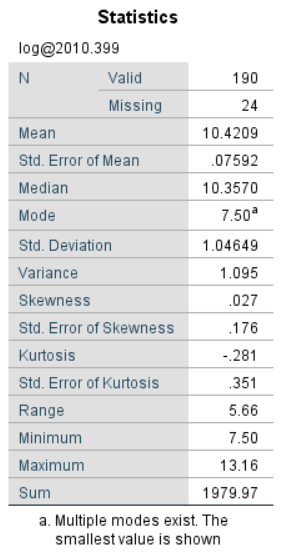 Statistics
log@2010.399
N Valid 190
Missing 24
Mean 10.4209
Std. Error of Mean .07592
Median 10.3570
Mode 7.50a
Std. Deviation 1.04649
Variance 1.095
Skewness .027
Std. Error of Skewness .176
Kurtosis -.281
Std. Error of Kurtosis .351
Range 5.66
Minimum 7.50
Maximum 13.16
Sum 1979.97
a. Multiple modes exist. The
smallest value is shown